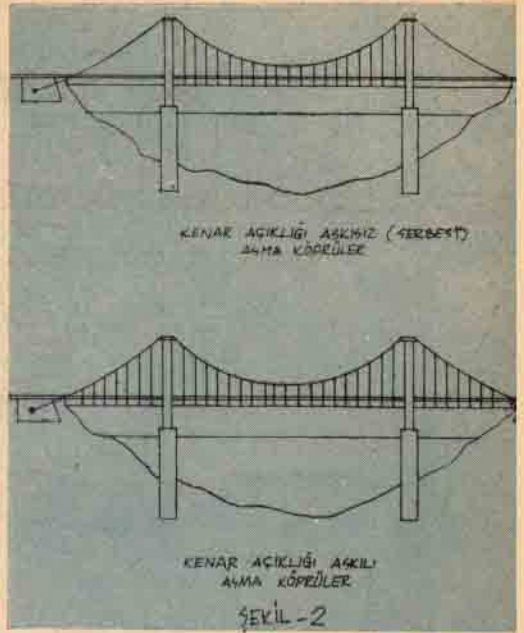 KENAR AÇIKLIĞI ASKISIZ (SERBEST)
ASMA KÖPRÜLER
KENAR AÇIKLIĞI ASKILI
ASMA KÖPRÜLER
ŞEKİL-2